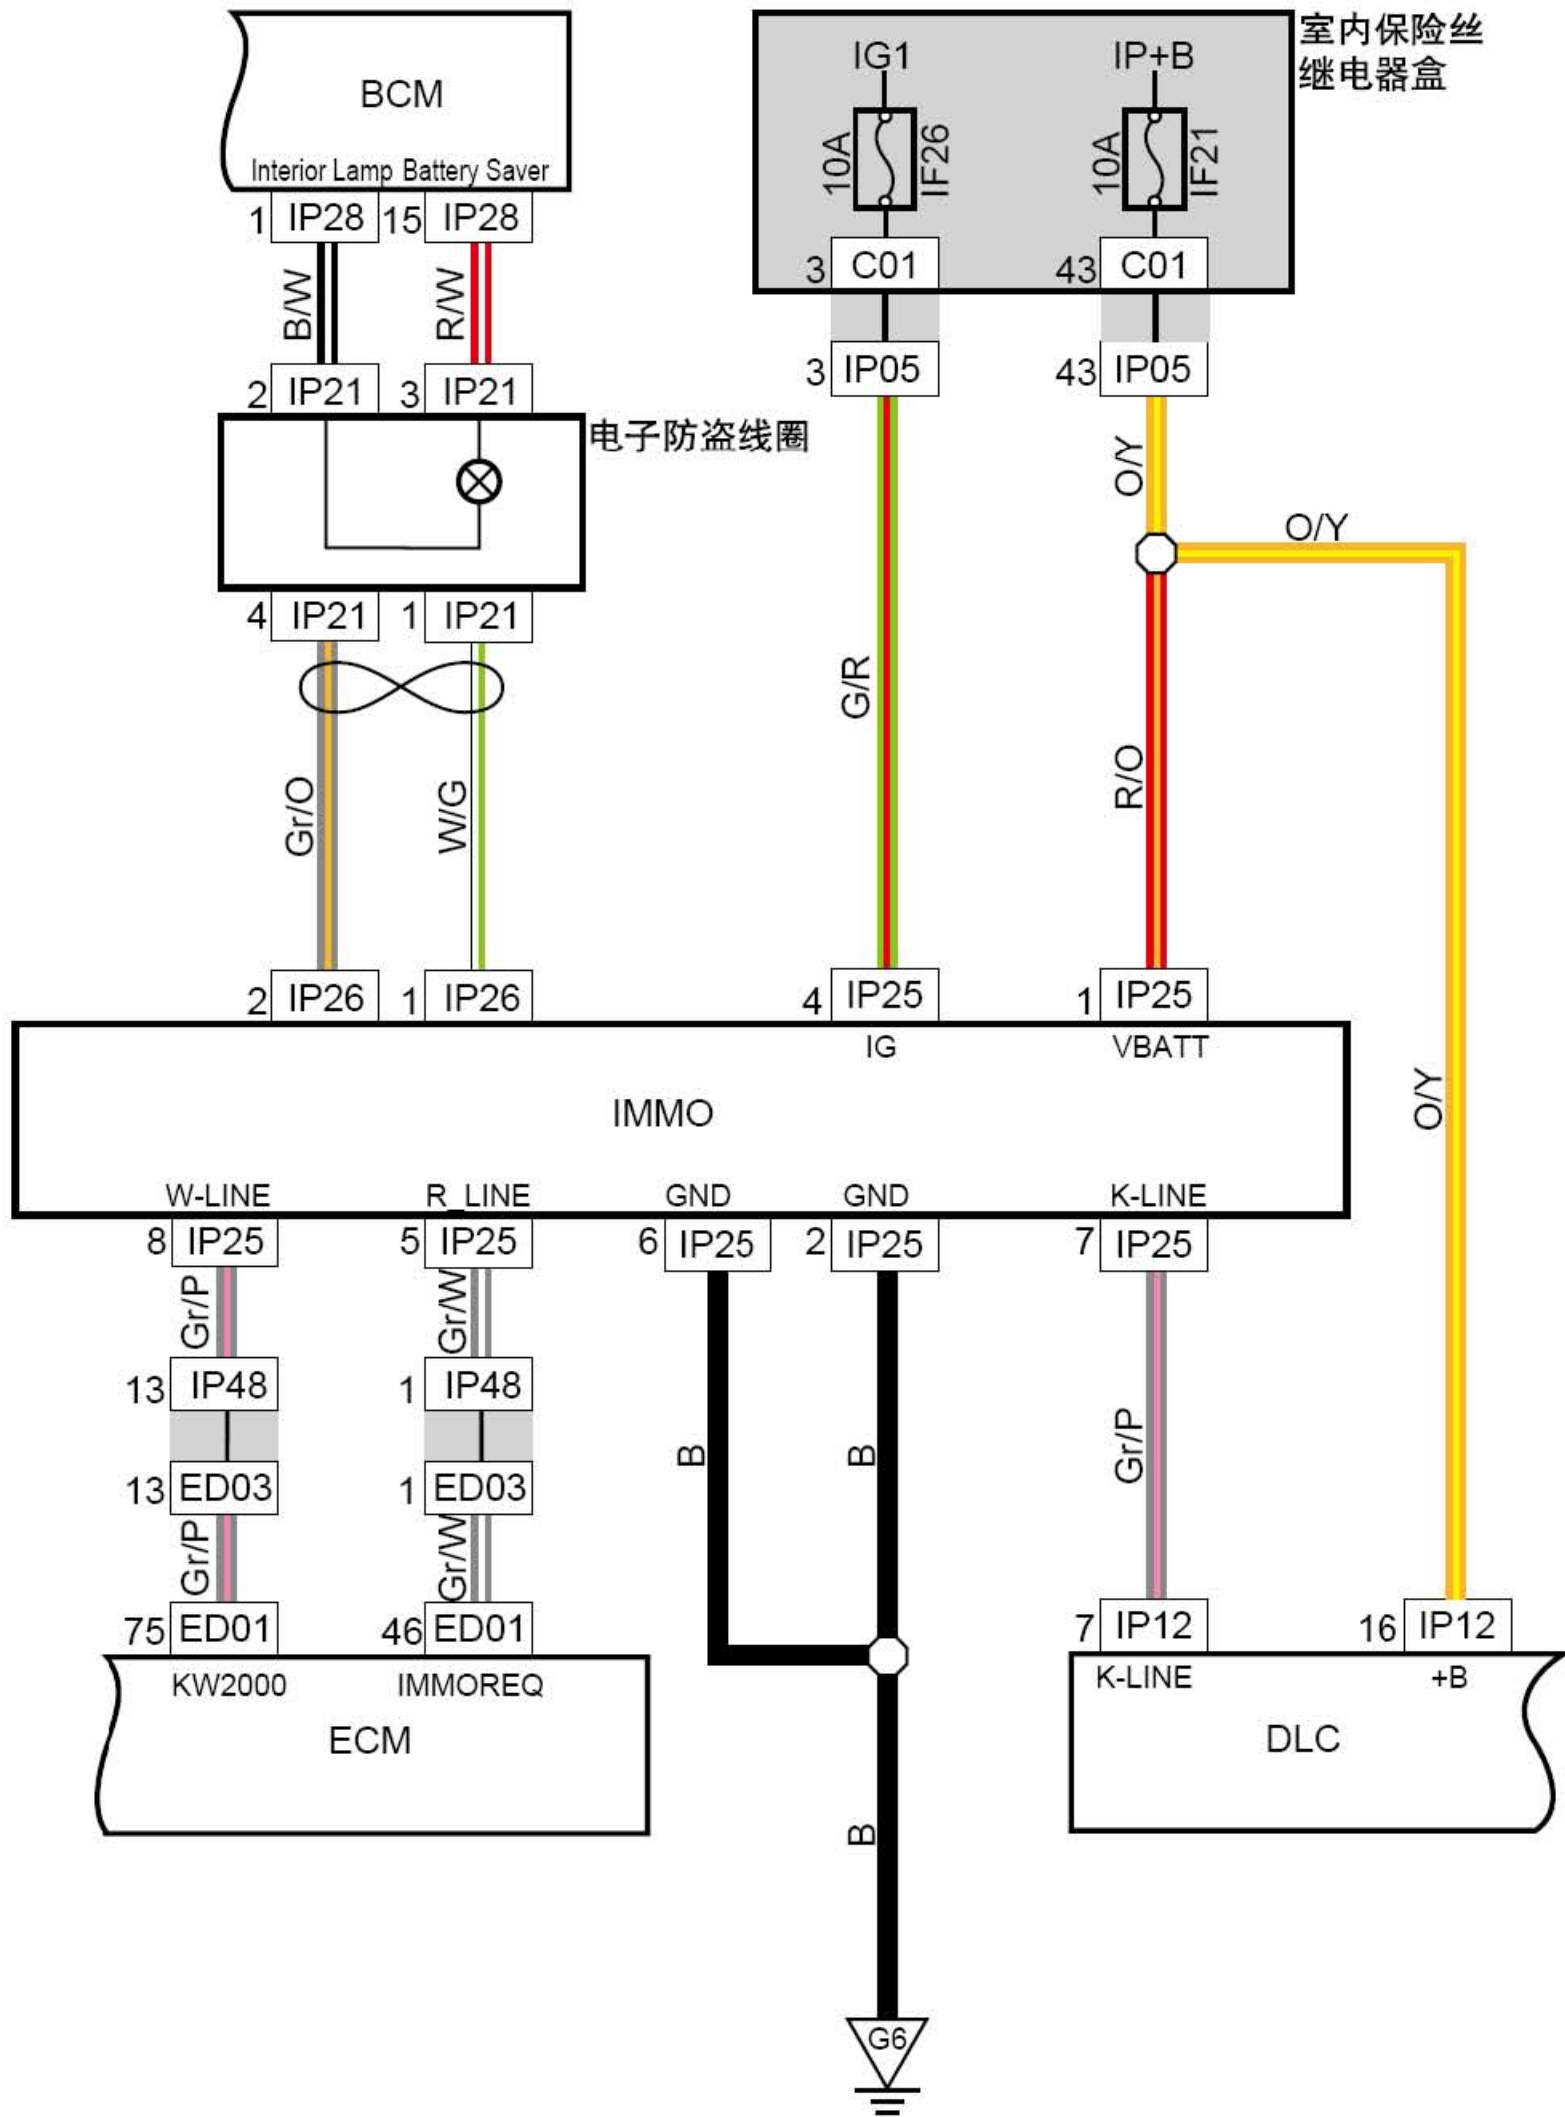 BCM
Interior Lamp Battery Saver
1 IP28 15 IP28
B/W
R/W
2 IP21 3 IP21
电子防盗线圈
4 IP21 1 IP21
Gr/O
W/G
2 IP26 1 IP26
室内保险丝
继电器盒
IG1 IP+B
10A
IF26
10A
IF21
3 C01 43 C01
3 IP05 43 IP05
O/Y
O/Y
G/R
R/O
4 IP25 1 IP25
IG VBATT
IMMO
O/Y
W-LINE R_LINE GND GND K-LINE
8 IP25 5 IP25 6 IP25 2 IP25 7 IP25
Gr/P
Gr/W
13 IP48 1 IP48
B
B
Gr/P
13 ED03 1 ED03
Gr/P
Gr/W
75 ED01 46 ED01
7 IP12 16 IP12
KW2000 IMMOREQ
K-LINE +B
ECM
DLC
B
G6